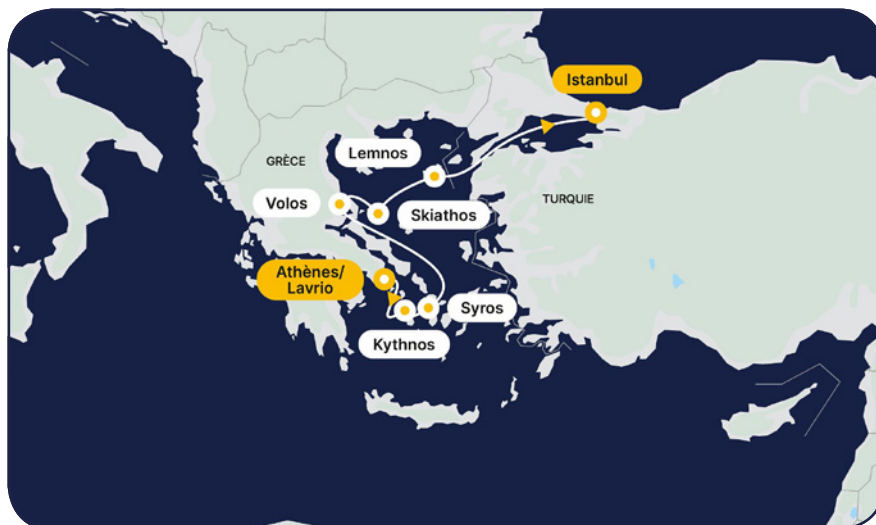 Istanbul
Lemnos
GRÈCE
Volos
TURQUIE
Skiathos
Athènes/
Lavrio
Syros
Kythnos